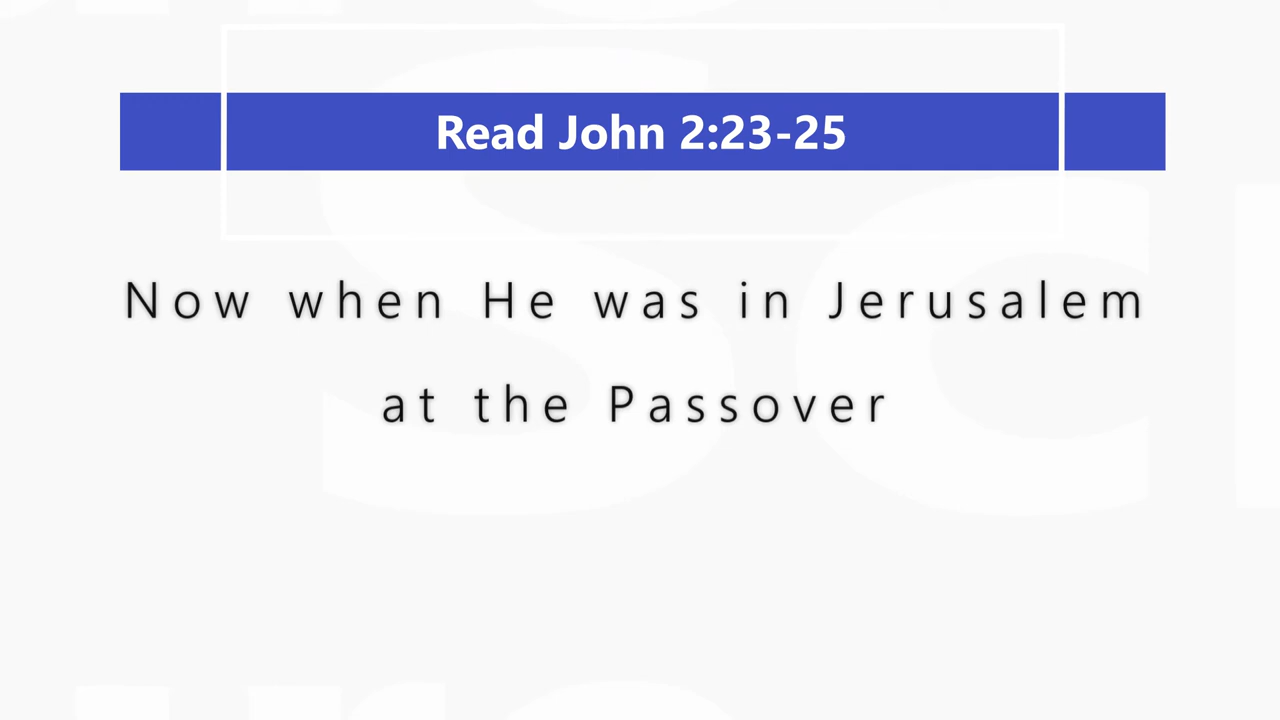 Read John 2:23-25
Now when He was in Jerusalem
at the Passover